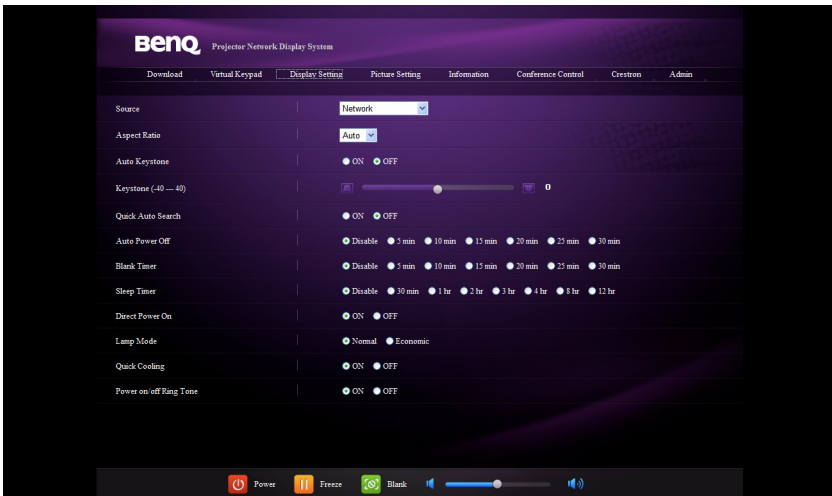 BenQ Projector Network Display System
Download Virtual Keypad Display Setting Picture Setting Information Conference Control Crestron Admin
Source Network
Aspect Ratio Auto
Auto Keystone ON OFF
Keystone (-40 --- 40) 0
Quick Auto Search ON OFF
Auto Power Off Disable 5 min 10 min 15 min 20 min 25 min 30 min
Blank Timer Disable 5 min 10 min 15 min 20 min 25 min 30 min
Sleep Timer Disable 30 min 1 hr 2 hr 3 hr 4 hr 8 hr 12 hr
Direct Power On ON OFF
Lamp Mode Normal Economic
Quick Cooling ON OFF
Power on/off Ring Tone ON OFF
Power Freeze Blank